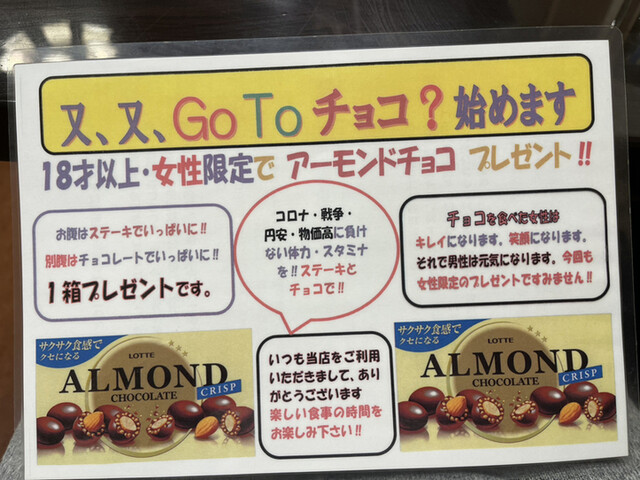 又、又、Go To チョコ？始めます
18才以上・女性限定で アーモンドチョコ プレゼント!!
お腹はステーキでいっぱいに!!
別腹はチョコレートでいっぱいに!!
1箱プレゼントです。
コロナ・戦争・
円安・物価高に負け
ない体力・スタミナ
を!!ステーキと
チョコで!!
チョコを食べた女性は
キレイになります。笑顔になります。
それで男性は元気になります。今回も
女性限定のプレゼントですみません!!
サクサク食感で
クセになる
LOTTE
ALMOND
CHOCOLATE
CRISP
いつも当店をご利用
いただきまして、あり
がとうございます
楽しい食事の時間を
お楽しみ下さい!!
サクサク食感で
クセになる
LOTTE
ALMOND
CHOCOLATE
CRISP